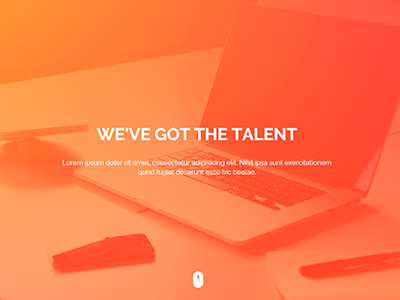 WE'VE GOT THE TALENT
Lorem ipsum dolor sit amet, consectetur adipisicing elit. Nihil ipsa sunt exercitationem
quod fugiat deserunt esse hic beatae.